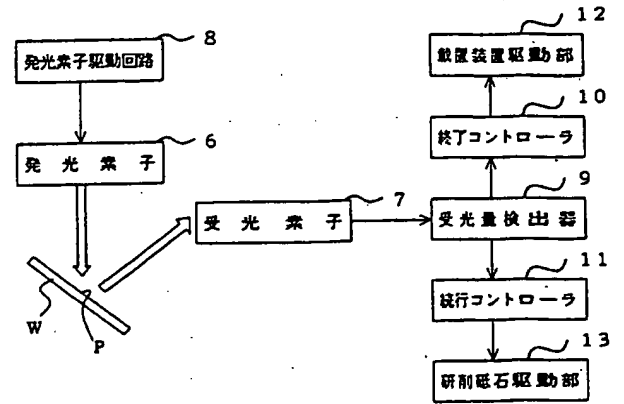 8
発光素子駆動回路
6
発光素子
7
受光素子
W
P
12
載置装置駆動部
10
終了コントローラ
9
受光量検出器
11
続行コントローラ
13
研削砥石駆動部